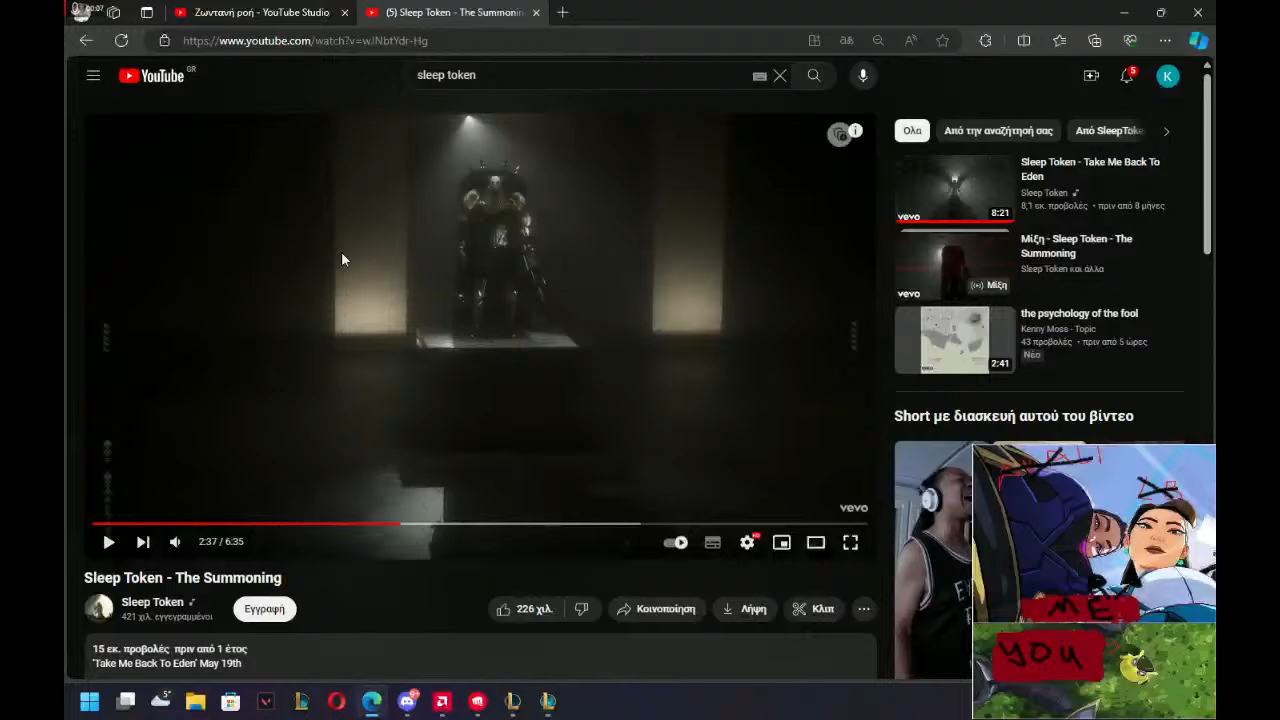 00:07
Ζωντανή ροή - YouTube Studio
(5) Sleep Token - The Summonin
https://www.youtube.com/watch?v=wJNbtYdr-Hg
YouTube GR
sleep token
5
K
Όλα
Από την αναζήτησή σας
Από SleepToke
Sleep Token - Take Me Back To Eden
Sleep Token
8,1 εκ. προβολές • πριν από 8 μήνες
vevo
8:21
Μίξη - Sleep Token - The Summoning
Sleep Token και άλλα
vevo
Μίξη
the psychology of the fool
Kenny Moss - Topic
43 προβολές • πριν από 5 ώρες
Νέο
2:41
Short με διασκευή αυτού του βίντεο
vevo
2:37 / 6:35
Sleep Token - The Summoning
Sleep Token
421 χιλ. εγγεγραμμένοι
Εγγραφή
226 χιλ.
Κοινοποίηση
Λήψη
Κλιπ
15 εκ. προβολές πριν από 1 έτος
'Take Me Back To Eden' May 19th
ME
YOU
5°